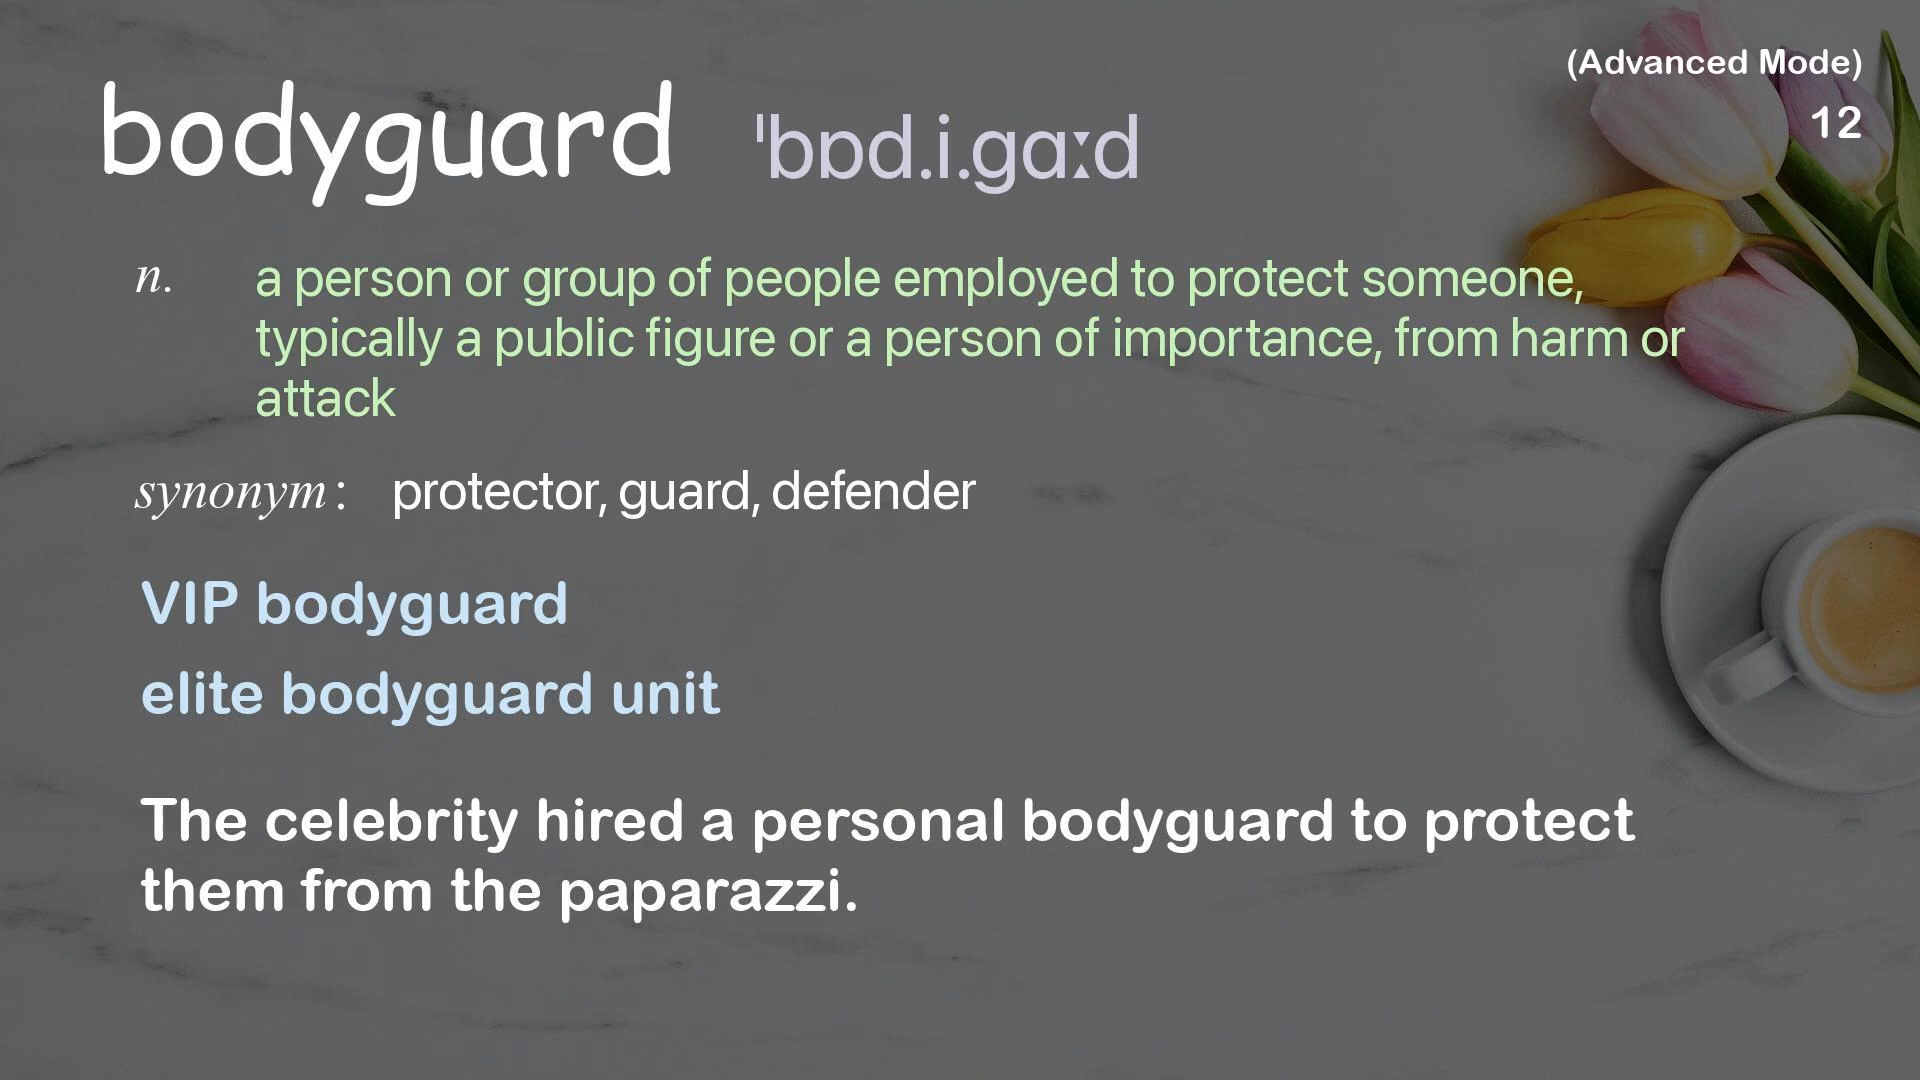 (Advanced Mode)
12
bodyguard ˈbɒd.i.gɑːd
n. a person or group of people employed to protect someone,
typically a public figure or a person of importance, from harm or
attack
synonym: protector, guard, defender
VIP bodyguard
elite bodyguard unit
The celebrity hired a personal bodyguard to protect
them from the paparazzi.